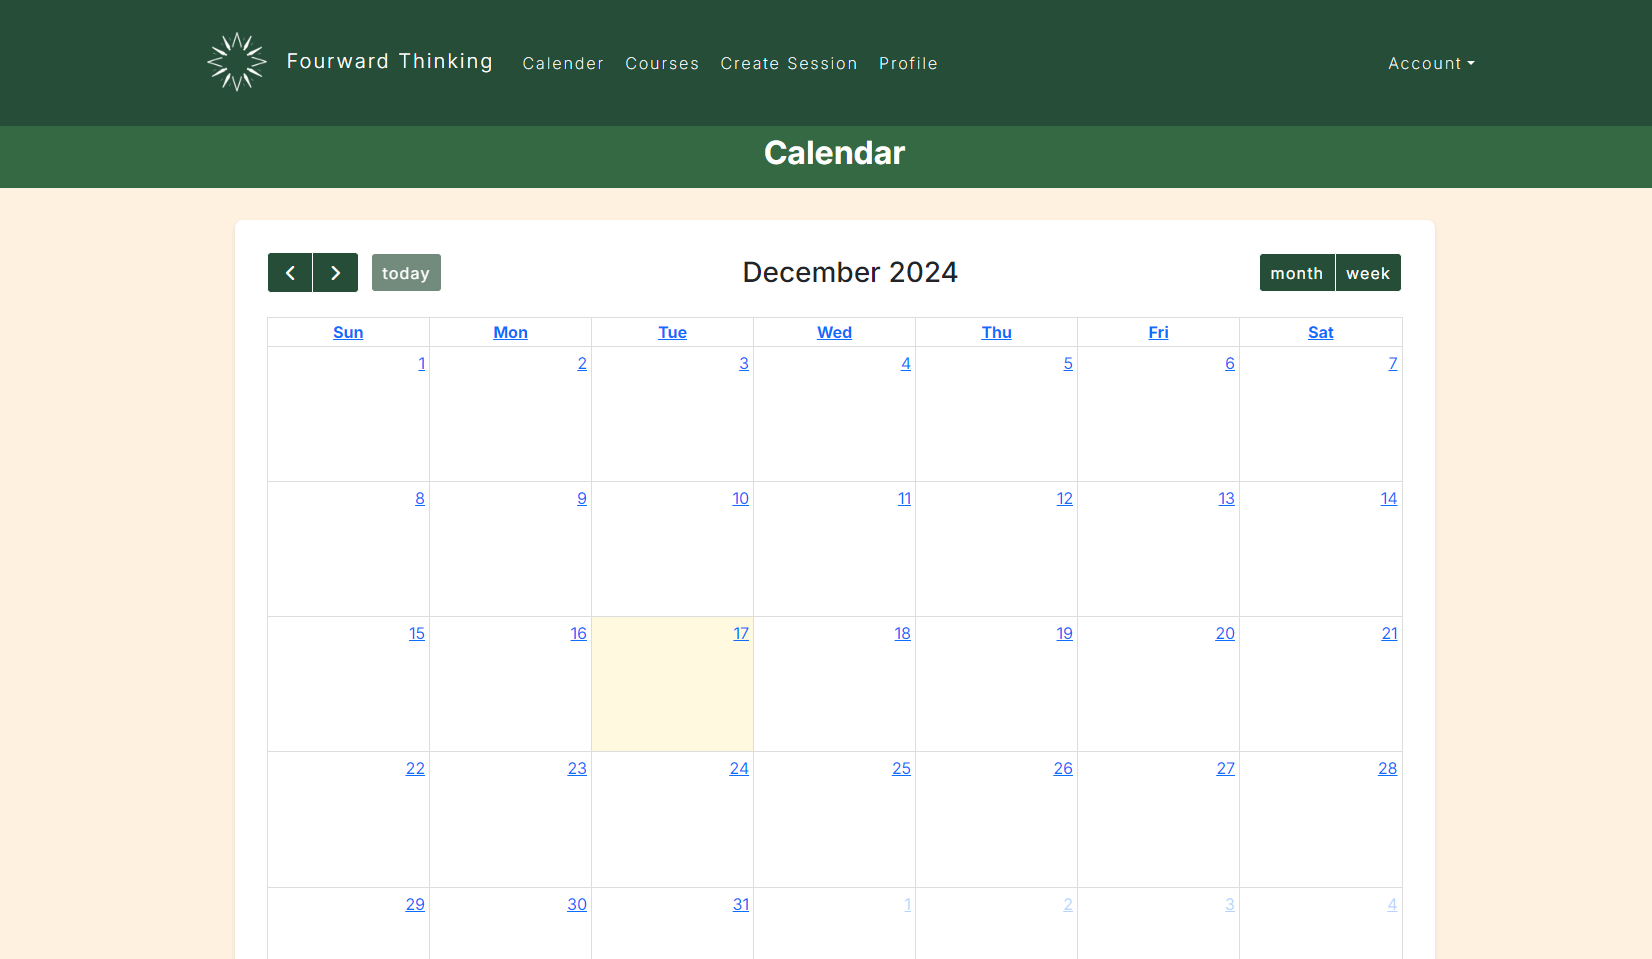 Fourward Thinking Calender Courses Create Session Profile Account
Calendar
today December 2024 month week
Sun Mon Tue Wed Thu Fri Sat
1 2 3 4 5 6 7
8 9 10 11 12 13 14
15 16 17 18 19 20 21
22 23 24 25 26 27 28
29 30 31 1 2 3 4